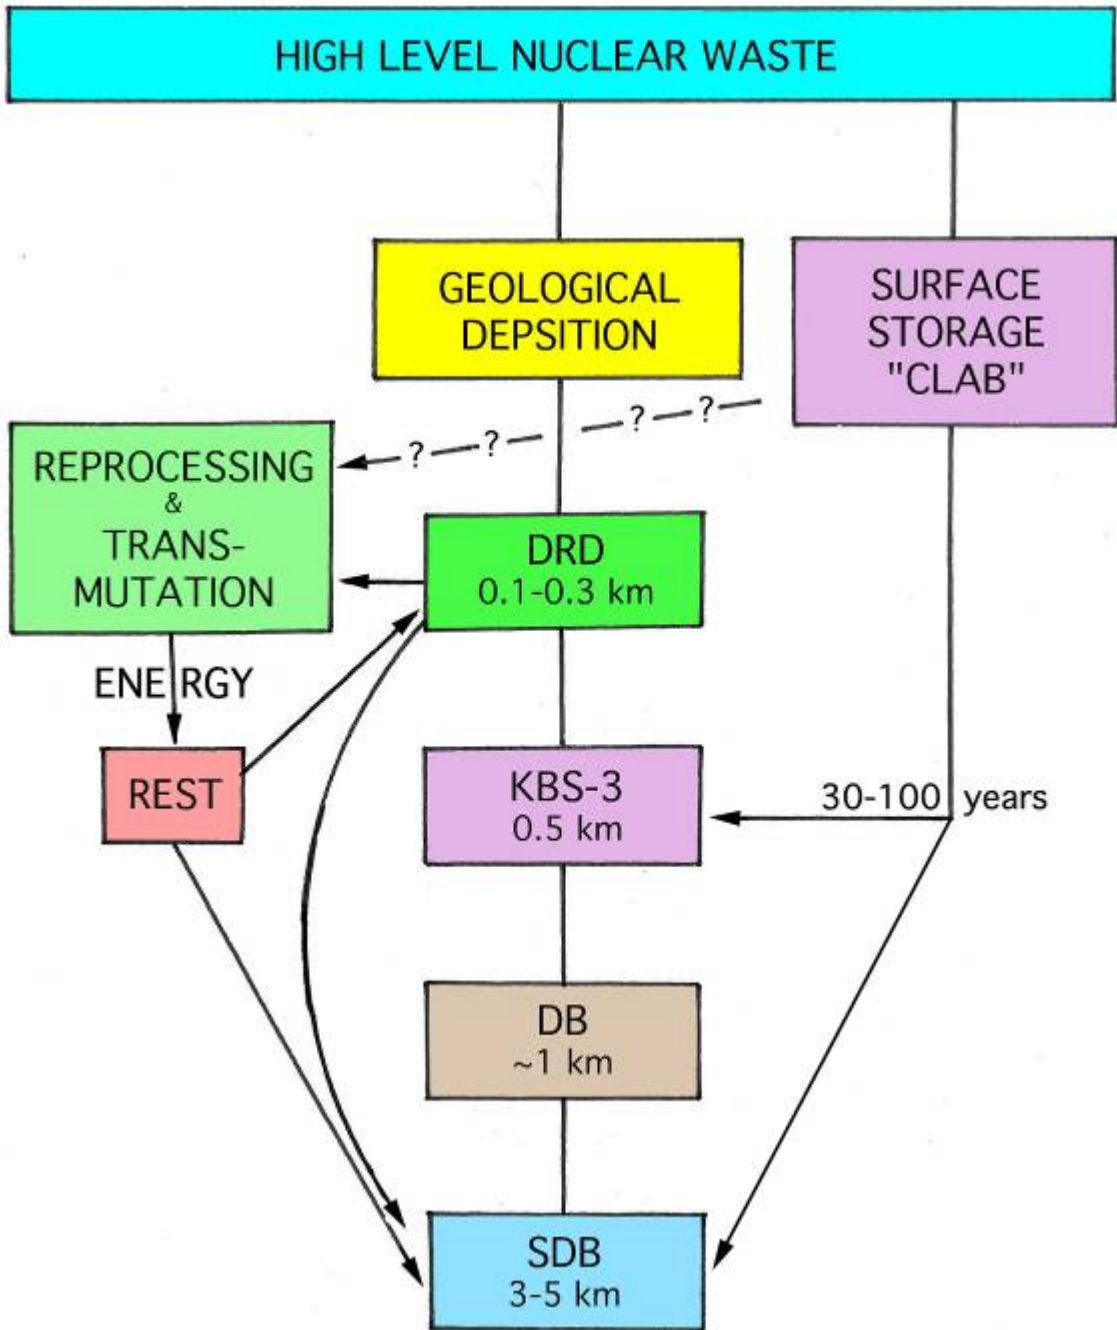 HIGH LEVEL NUCLEAR WASTE
GEOLOGICAL
DEPSITION
SURFACE
STORAGE
"CLAB"
? ? ? ?
REPROCESSING
&
TRANS-
MUTATION
DRD
0.1-0.3 km
ENERGY
REST
KBS-3
0.5 km
30-100 years
DB
~1 km
SDB
3-5 km